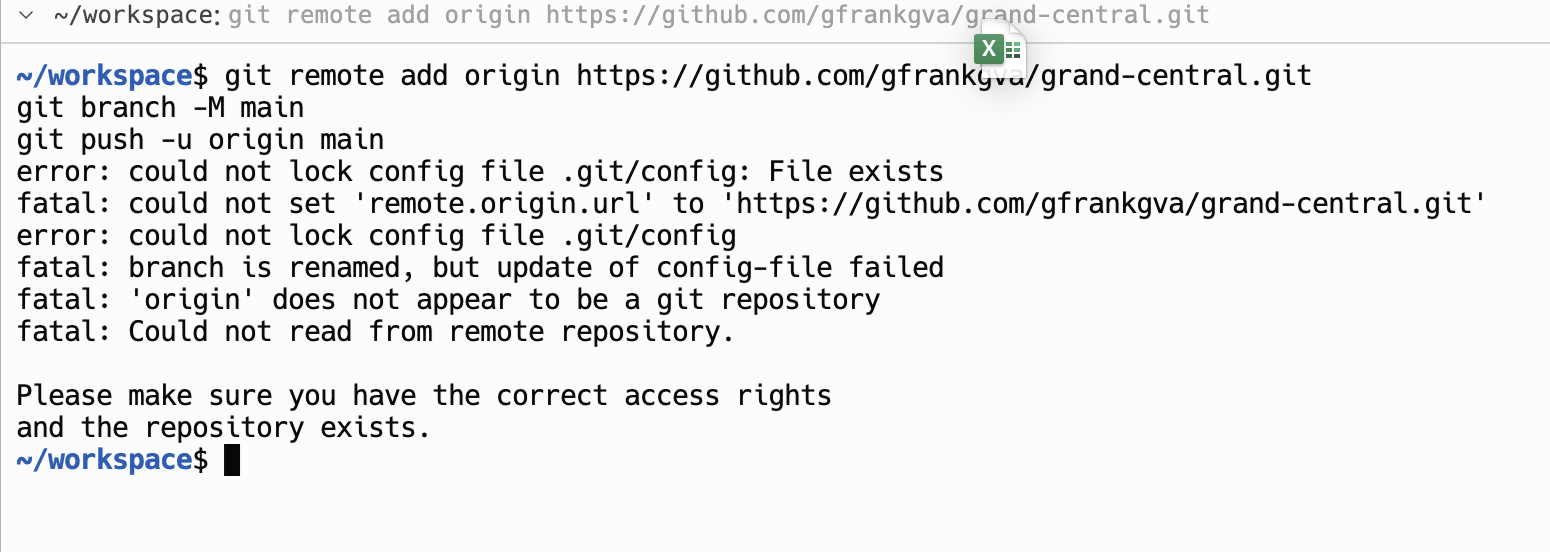 ~/workspace: git remote add origin https://github.com/gfrankgva/grand-central.git
~/workspace$ git remote add origin https://github.com/gfrankgva/grand-central.git
git branch -M main
git push -u origin main
error: could not lock config file .git/config: File exists
fatal: could not set 'remote.origin.url' to 'https://github.com/gfrankgva/grand-central.git'
error: could not lock config file .git/config
fatal: branch is renamed, but update of config-file failed
fatal: 'origin' does not appear to be a git repository
fatal: Could not read from remote repository.

Please make sure you have the correct access rights
and the repository exists.
~/workspace$
X